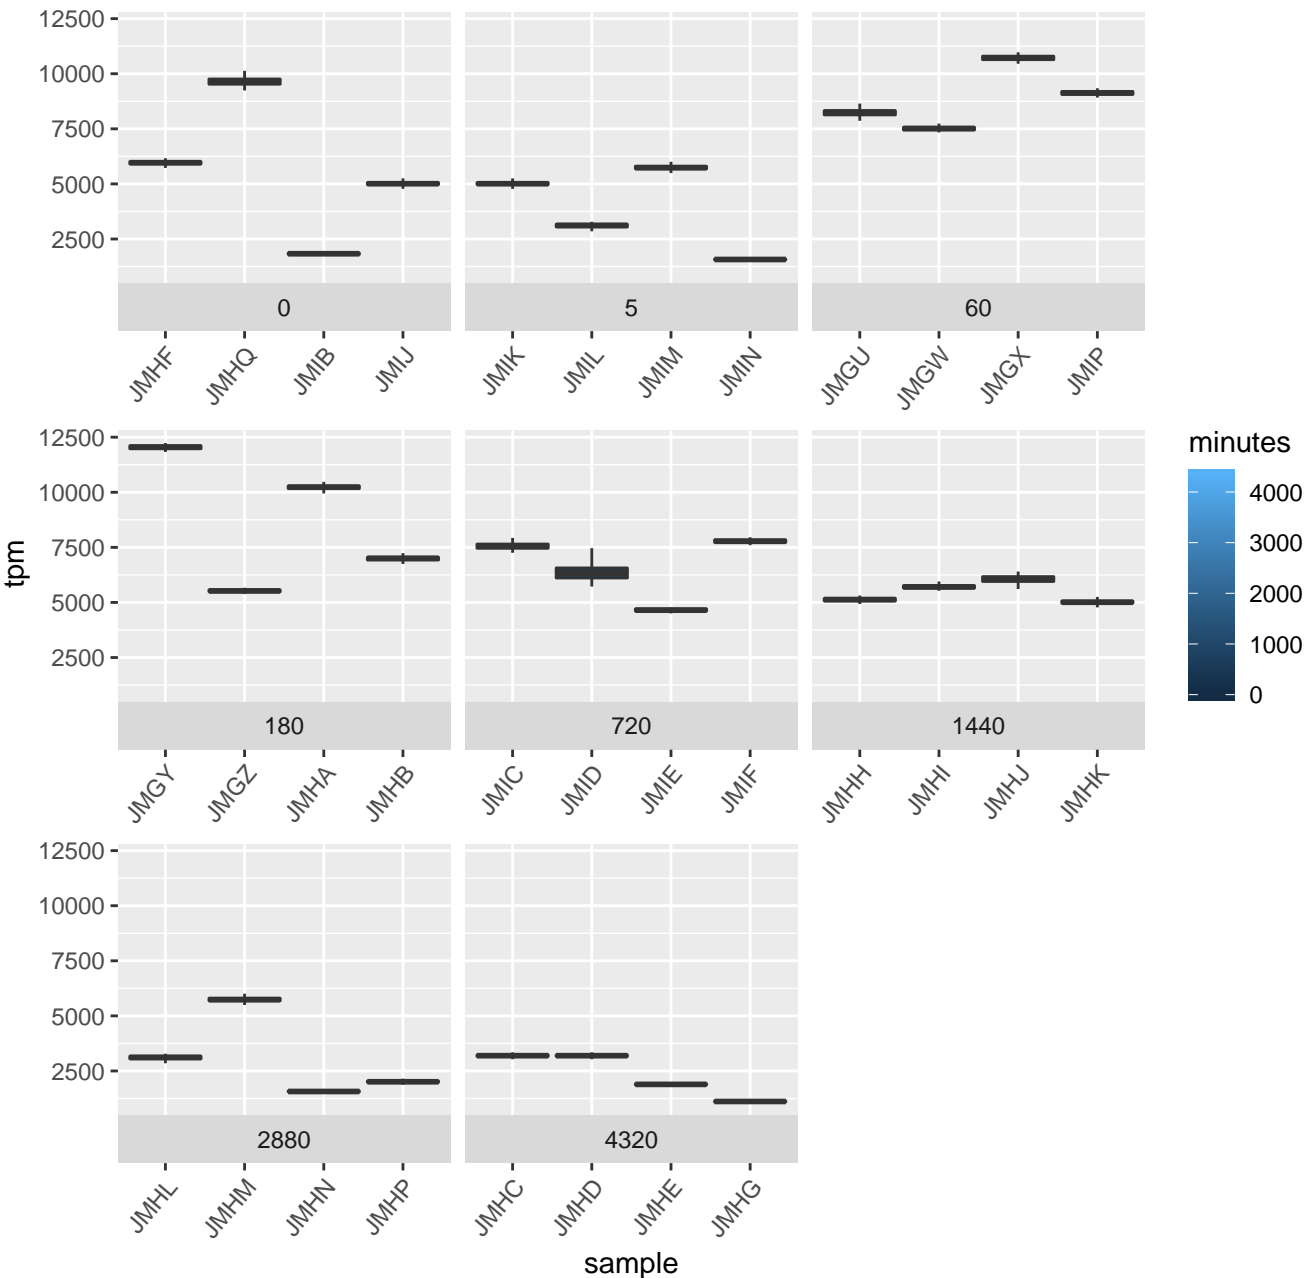 12500
10000
7500
5000
2500
0 5 60
JMHF JMHQ JMIB JMIJ JMIK JMIL JMIM JMIN JMGU JMGW JMGX JMIP
12500
10000
7500
5000
2500
180 720 1440
JMGY JMGZ JMHA JMHB JMIC JMID JMIE JMIF JMHH JMHI JMHJ JMHK
12500
10000
7500
5000
2500
2880 4320
JMHL JMHM JMHN JMHP JMHC JMHD JMHE JMHG
sample
tpm
minutes
4000
3000
2000
1000
0